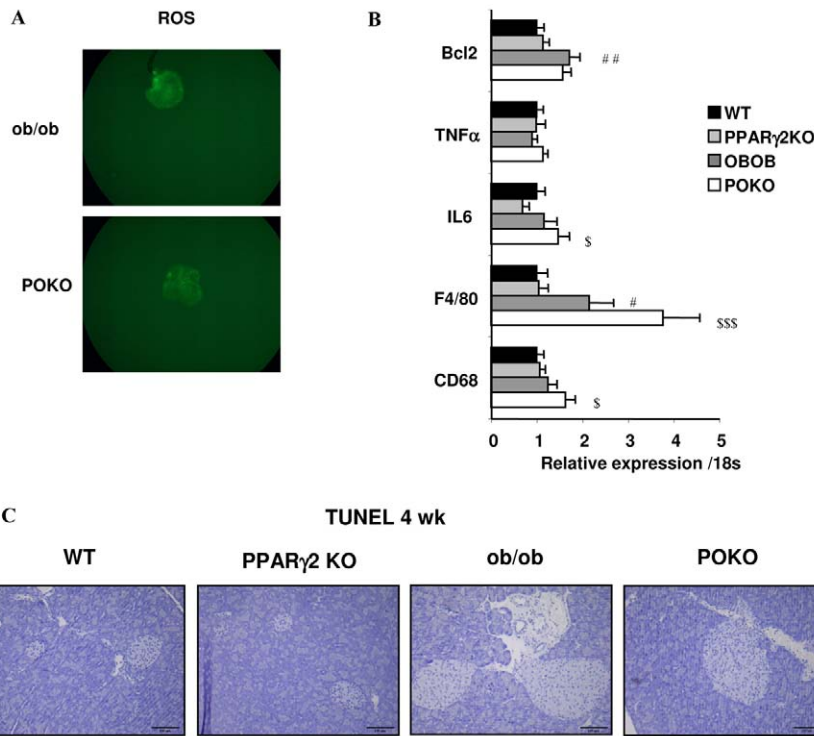 A
ROS
ob/ob
POKO
B
Bcl2
# #
TNFα
IL6
$
F4/80
#
$$$
CD68
$
0 1 2 3 4 5
Relative expression /18s
WT
PPARγ2KO
OBOB
POKO
C
TUNEL 4 wk
WT PPARγ2 KO ob/ob POKO